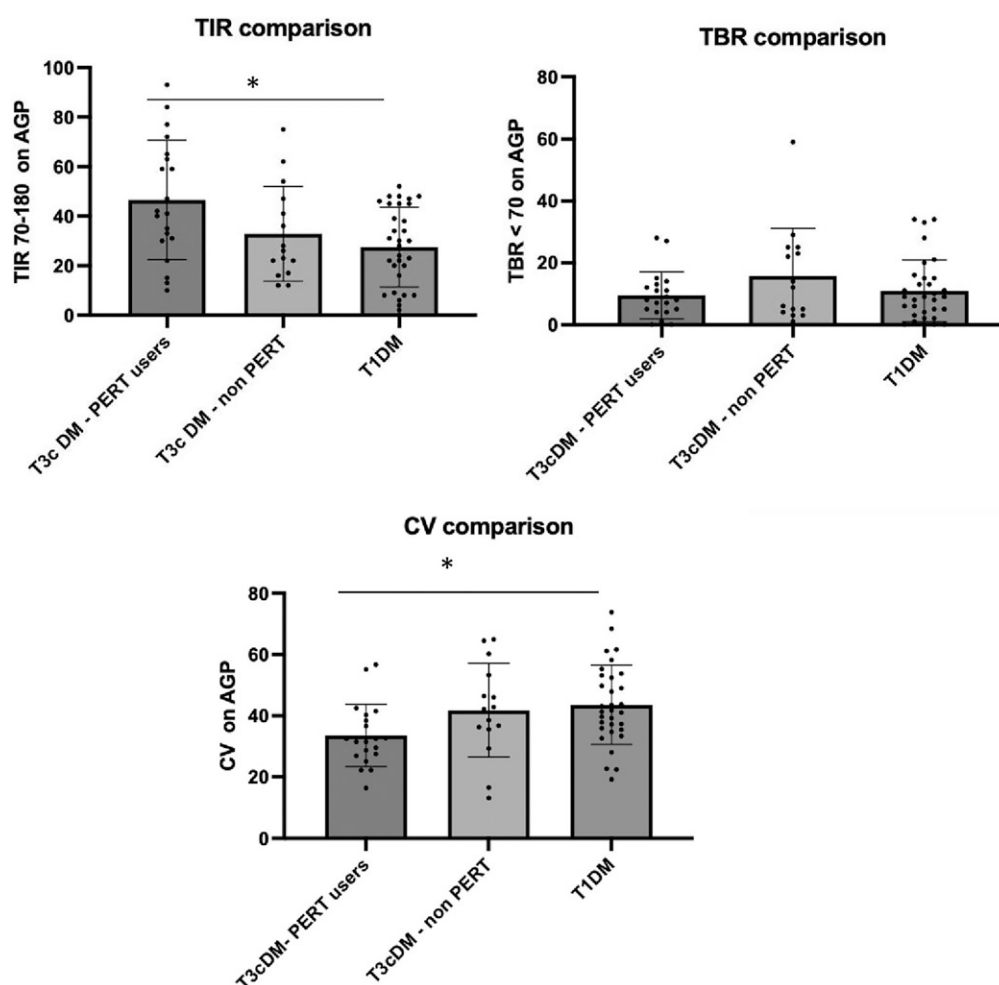 TIR comparison
TIR 70-180 on AGP
100
80
60
40
20
0
*
T3c DM - PERT users
T3c DM - non PERT
T1DM
TBR comparison
TBR < 70 on AGP
80
60
40
20
0
T3cDM - PERT users
T3cDM - non PERT
T1DM
CV comparison
CV on AGP
80
60
40
20
0
*
T3cDM- PERT users
T3cDM - non PERT
T1DM